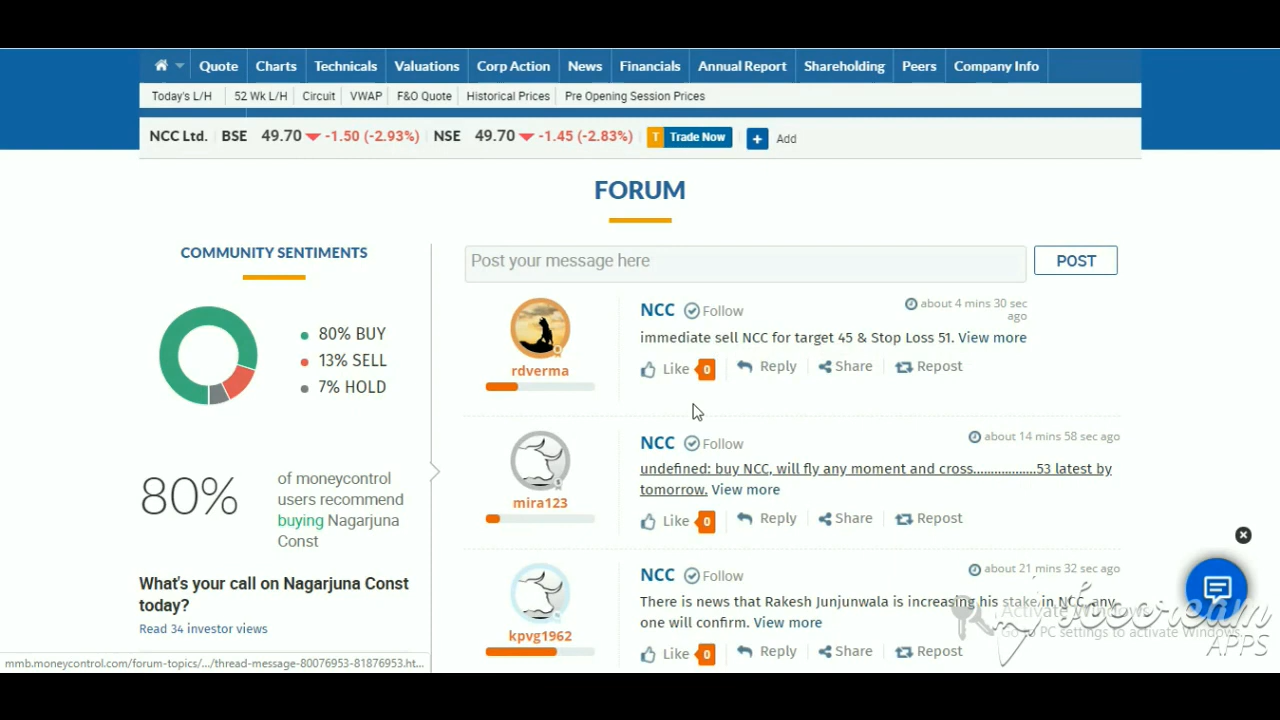 Quote Charts Technicals Valuations Corp Action News Financials Annual Report Shareholding Peers Company Info
Today's L/H 52 Wk L/H Circuit VWAP F&O Quote Historical Prices Pre Opening Session Prices
NCC Ltd. BSE 49.70 -1.50 (-2.93%) NSE 49.70 -1.45 (-2.83%) T Trade Now + Add
FORUM
COMMUNITY SENTIMENTS
80% BUY
13% SELL
7% HOLD
80%
of moneycontrol
users recommend
buying Nagarjuna
Const
What's your call on Nagarjuna Const
today?
Read 34 investor views
Post your message here POST
NCC Follow about 4 mins 30 sec
ago
immediate sell NCC for target 45 & Stop Loss 51. View more
rdverma
Like 0 Reply Share Repost
NCC Follow about 14 mins 58 sec ago
undefined: buy NCC, will fly any moment and cross..................53 latest by
tomorrow. View more
mira123
Like 0 Reply Share Repost
NCC Follow about 21 mins 32 sec ago
There is news that Rakesh Junjunwala is increasing his stake in NCC, any
one will confirm. View more
kpvg1962
Like 0 Reply Share Repost
Activate Windows
Go to PC settings to activate Windows.
APPS
mmb.moneycontrol.com/forum-topics/.../thread-message-80076953-81876953.ht...